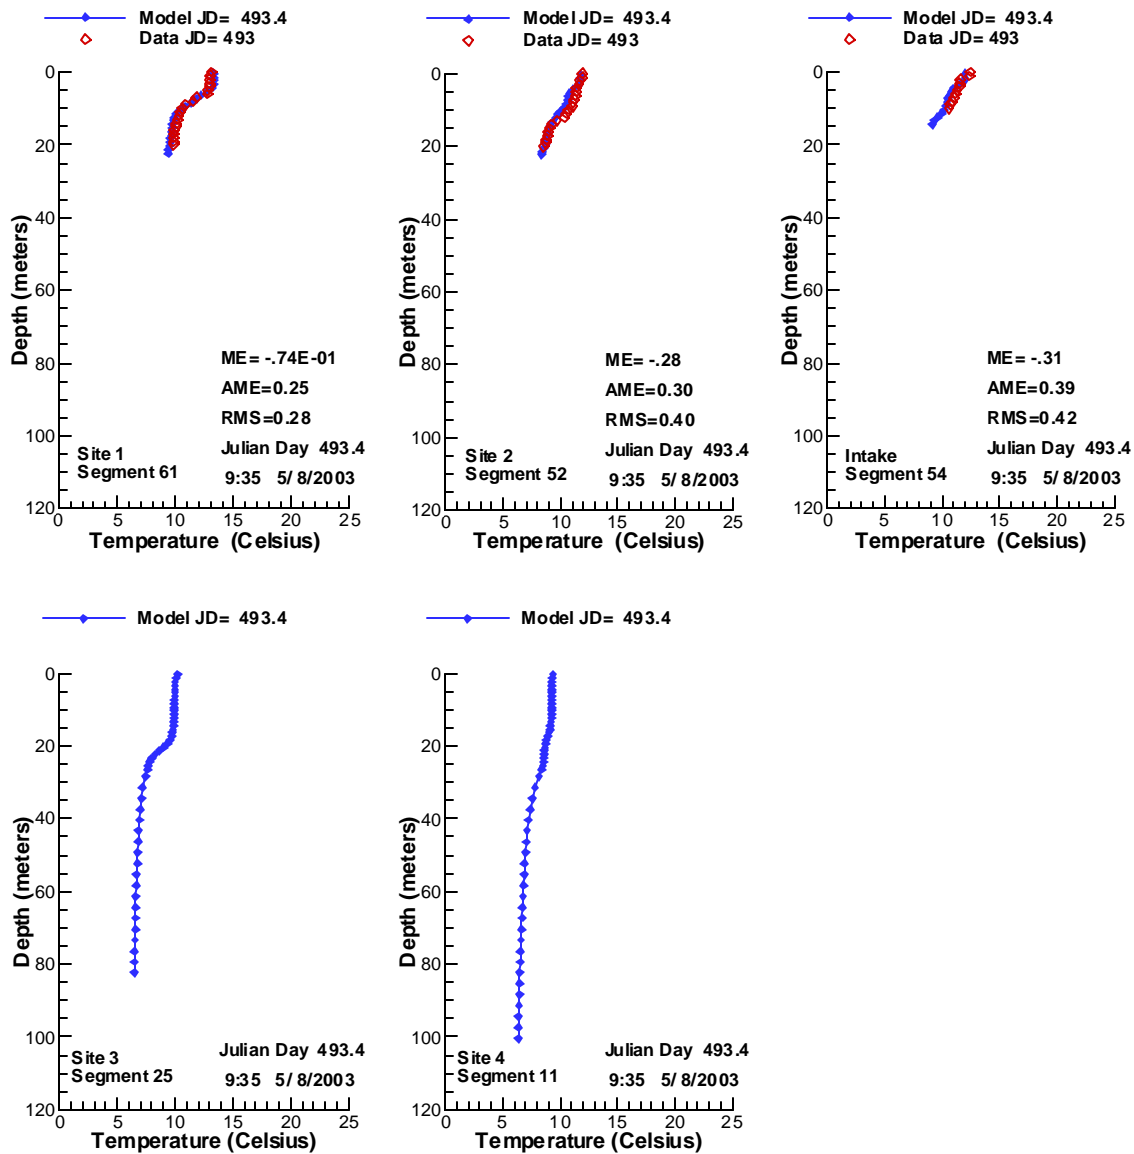 Model JD= 493.4
Data JD= 493
0
20
40
60
80
100
120
Depth (meters)
ME= -.74E-01
AME=0.25
RMS=0.28
Site 1
Segment 61
Julian Day 493.4
9:35 5/ 8/2003
0 5 10 15 20 25
Temperature (Celsius)
Model JD= 493.4
Data JD= 493
0
20
40
60
80
100
120
Depth (meters)
ME= -.28
AME=0.30
RMS=0.40
Site 2
Segment 52
Julian Day 493.4
9:35 5/ 8/2003
0 5 10 15 20 25
Temperature (Celsius)
Model JD= 493.4
Data JD= 493
0
20
40
60
80
100
120
Depth (meters)
ME= -.31
AME=0.39
RMS=0.42
Intake
Segment 54
Julian Day 493.4
9:35 5/ 8/2003
0 5 10 15 20 25
Temperature (Celsius)
Model JD= 493.4
0
20
40
60
80
100
120
Depth (meters)
Site 3
Segment 25
Julian Day 493.4
9:35 5/ 8/2003
0 5 10 15 20 25
Temperature (Celsius)
Model JD= 493.4
0
20
40
60
80
100
120
Depth (meters)
Site 4
Segment 11
Julian Day 493.4
9:35 5/ 8/2003
0 5 10 15 20 25
Temperature (Celsius)